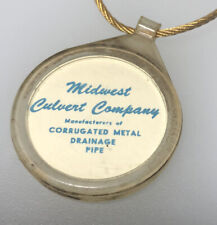 Midwest
Culvert Company
Manufacturers of
CORRUGATED METAL
DRAINAGE
PIPE